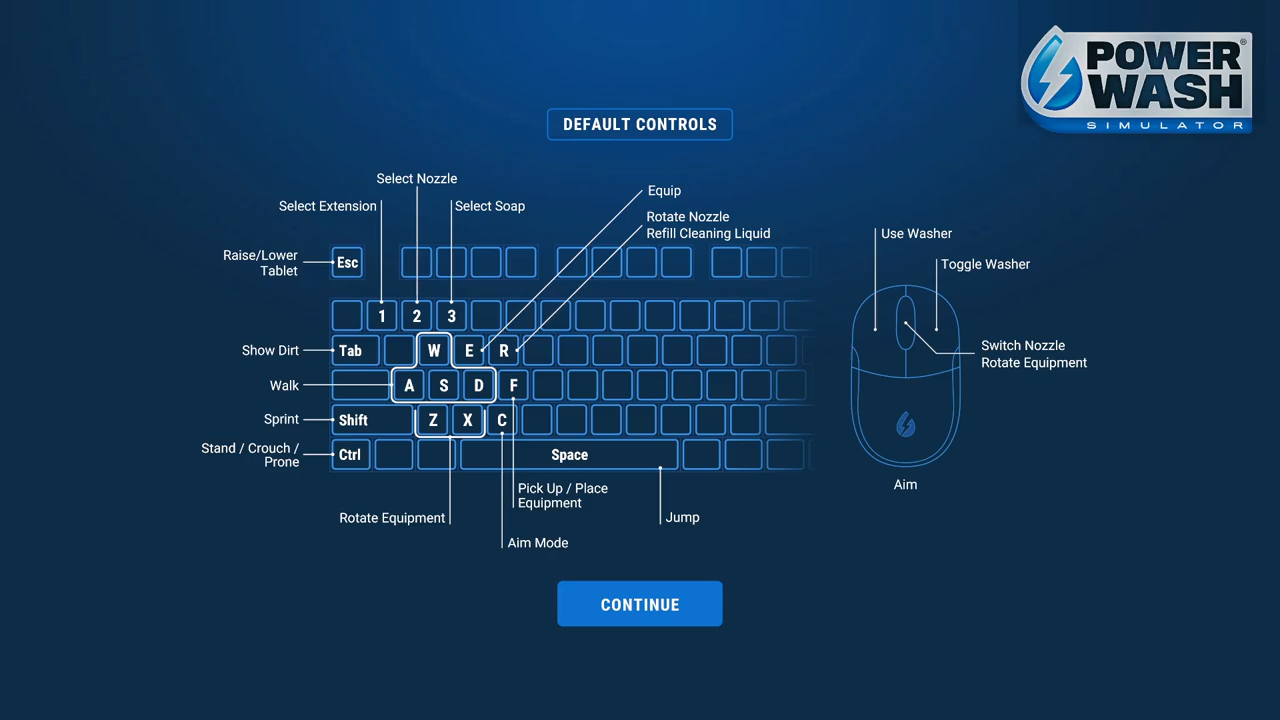 POWER
WASH®
SIMULATOR
DEFAULT CONTROLS
Select Nozzle
Select Extension
Select Soap
Equip
Rotate Nozzle
Refill Cleaning Liquid
Raise/Lower
Tablet
Esc
1 2 3
Show Dirt
Tab W E R
Walk
A S D F
Sprint
Shift Z X C
Stand / Crouch /
Prone
Ctrl Space
Rotate Equipment
Pick Up / Place
Equipment
Aim Mode
Jump
Use Washer
Toggle Washer
Switch Nozzle
Rotate Equipment
Aim
CONTINUE